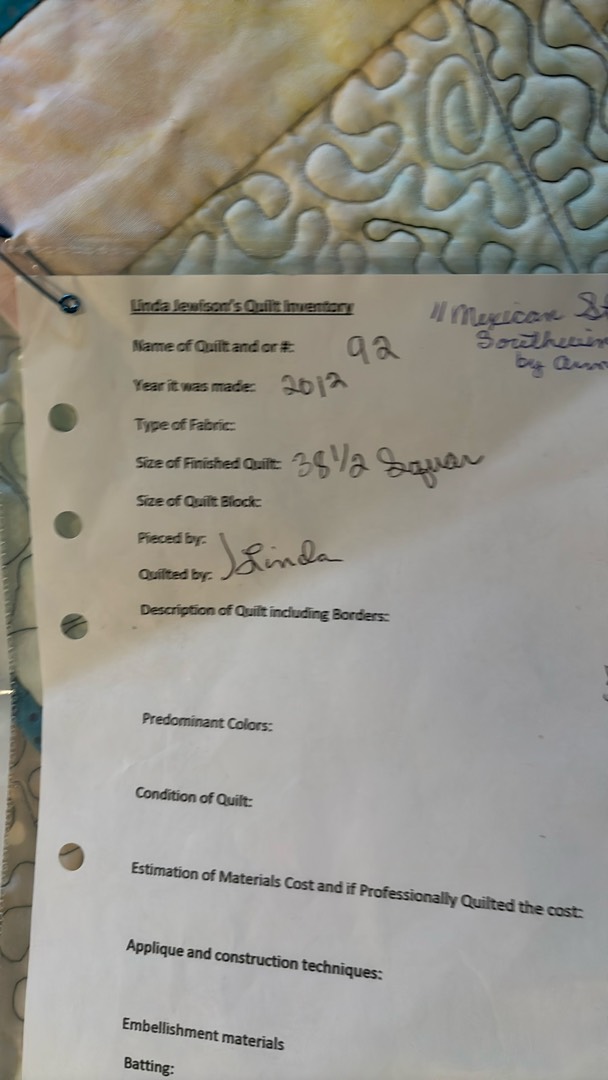 Linda Jewison's Quilt Inventory
"Mexican
Name of Quilt and or #: 92
by
Year it was made: 2012
Type of Fabric:
Size of Finished Quilt: 38 1/2 Squar
Size of Quilt Block:
Pieced by:
Linda
Quilted by:
Description of Quilt including Borders:
Predominant Colors:
Condition of Quilt:
Estimation of Materials Cost and if Professionally Quilted the cost:
Applique and construction techniques:
Embellishment materials
Batting: